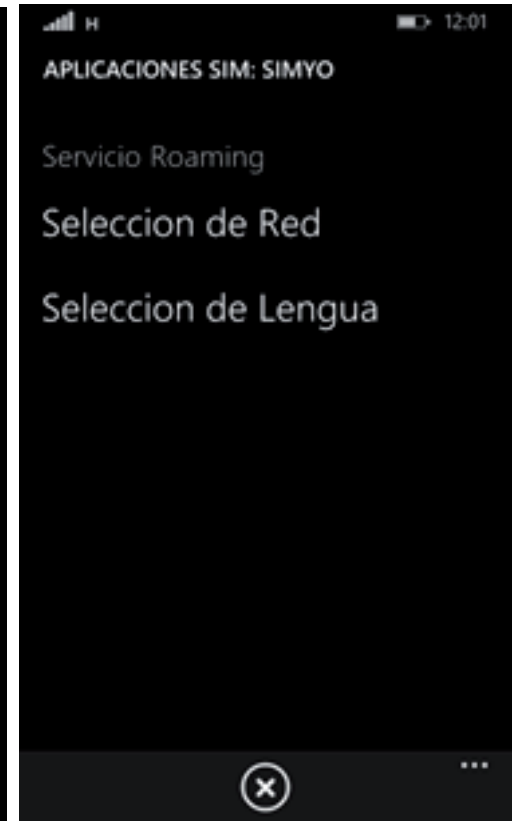 H 12:01
APLICACIONES SIM: SIMYO
Servicio Roaming
Seleccion de Red
Seleccion de Lengua
...